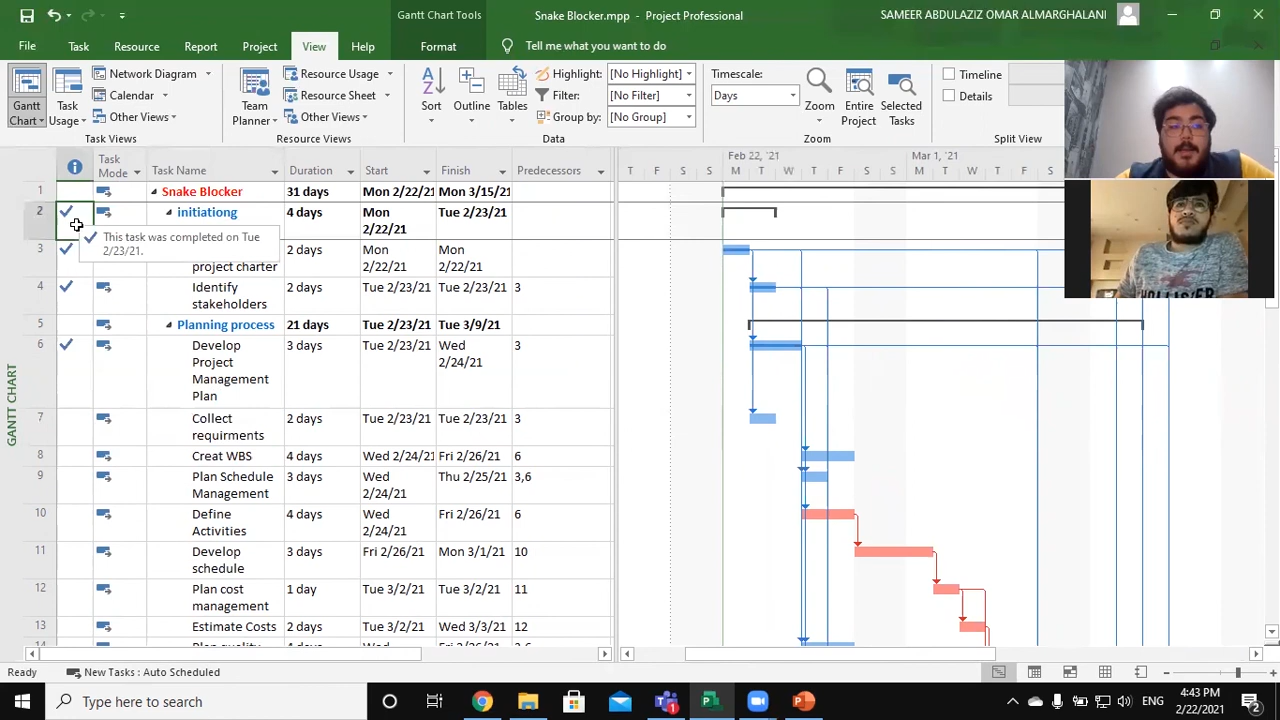 Gantt Chart Tools
Snake Blocker.mpp - Project Professional
SAMEER ABDULAZIZ OMAR ALMARGHALANI
File Task Resource Report Project View Help Format Tell me what you want to do
Gantt Chart
Task Usage
Network Diagram
Calendar
Other Views
Task Views
Team Planner
Resource Usage
Resource Sheet
Other Views
Resource Views
Sort
Outline
Tables
Highlight: [No Highlight]
Filter: [No Filter]
Group by: [No Group]
Data
Timescale:
Days
Zoom
Entire Project
Selected Tasks
Zoom
Timeline
Details
Split View
Task Mode Task Name Duration Start Finish Predecessors
Feb 22, '21 Mar 1, '21
T F S S M T W T F S S M T W T F S
1 Snake Blocker 31 days Mon 2/22/21 Mon 3/15/21
2 initiationg 4 days Mon 2/22/21 Tue 2/23/21
This task was completed on Tue 2/23/21.
3 project charter 2 days Mon 2/22/21 Mon 2/22/21
4 Identify stakeholders 2 days Tue 2/23/21 Tue 2/23/21 3
5 Planning process 21 days Tue 2/23/21 Tue 3/9/21
6 Develop Project Management Plan 3 days Tue 2/23/21 Wed 2/24/21 3
7 Collect requirments 2 days Tue 2/23/21 Tue 2/23/21 3
8 Creat WBS 4 days Wed 2/24/21 Fri 2/26/21 6
9 Plan Schedule Management 3 days Wed 2/24/21 Thu 2/25/21 3,6
10 Define Activities 4 days Wed 2/24/21 Fri 2/26/21 6
11 Develop schedule 3 days Fri 2/26/21 Mon 3/1/21 10
12 Plan cost management 1 day Tue 3/2/21 Tue 3/2/21 11
13 Estimate Costs 2 days Tue 3/2/21 Wed 3/3/21 12
14 Plan quality 4 days Wed Fri 2/26/21 3,6
GANTT CHART
Ready New Tasks : Auto Scheduled
Type here to search
ENG
4:43 PM
2/22/2021
2